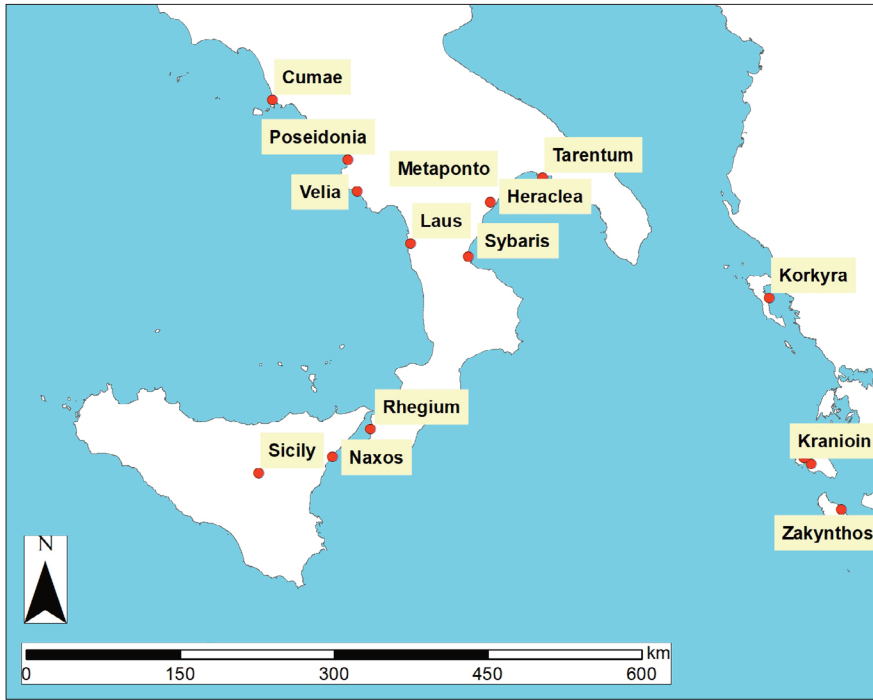 Cumae
Poseidonia
Tarentum
Metaponto
Velia
Heraclea
Laus
Sybaris
Korkyra
Rhegium
Kranioin
Sicily
Naxos
Zakynthos
N
km
0 150 300 450 600